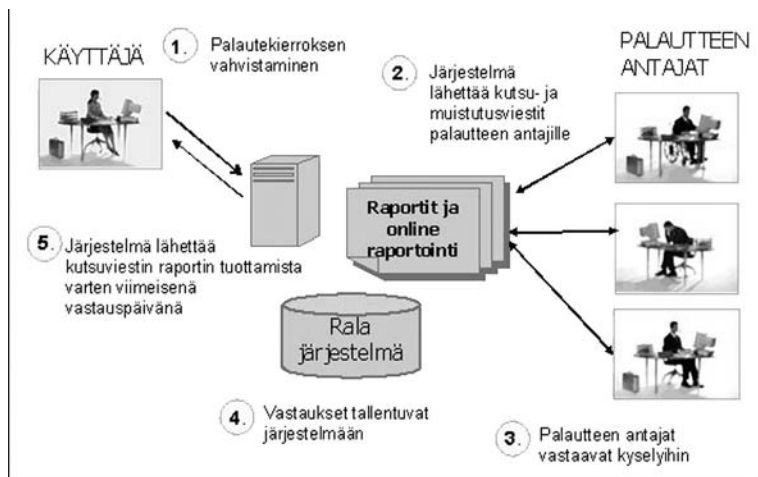 KÄYTTÄJÄ
1. Palautekierroksen
vahvistaminen
2. Järjestelmä
lähettää kutsu- ja
muistutusviestit
palautteen antajille
PALAUTTEEN
ANTAJAT
Raportit ja
online
raportointi
5. Järjestelmä lähettää
kutsuviestin raportin tuottamista
varten viimeisenä
vastauspäivänä
Rala
järjestelmä
4. Vastaukset tallentuvat
järjestelmään
3. Palautteen antajat
vastaavat kyselyihin